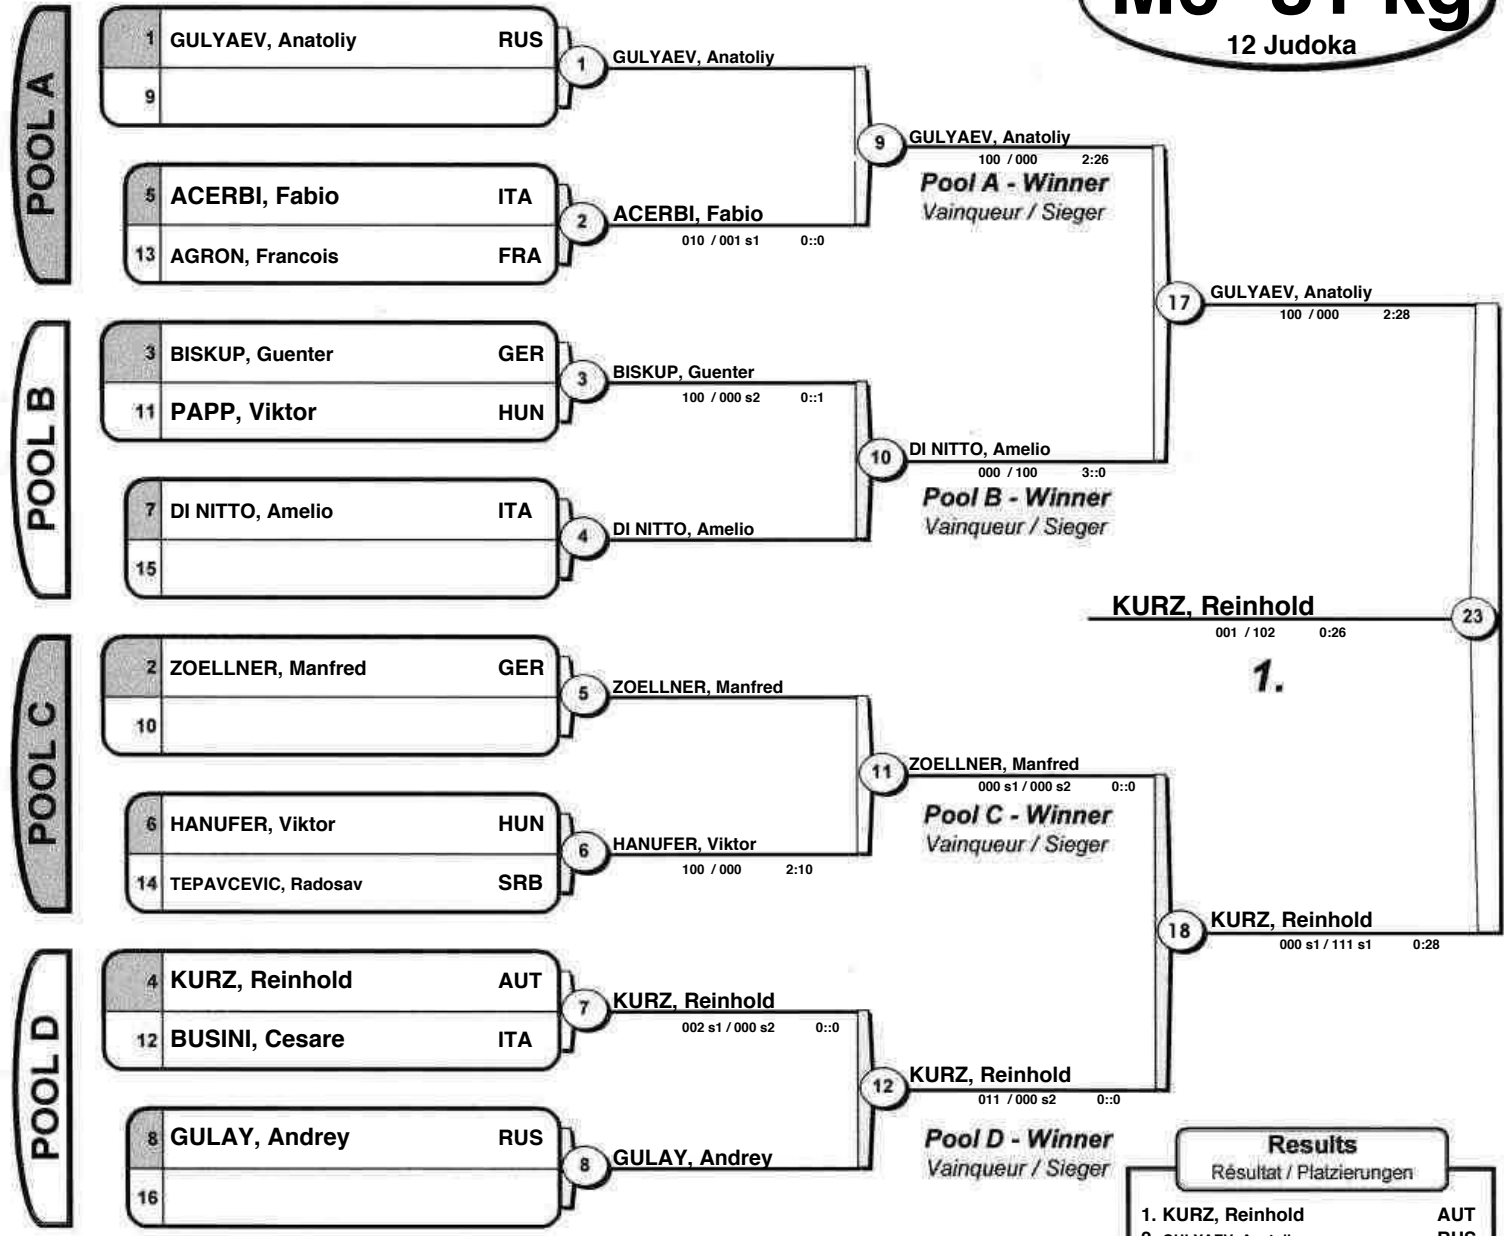 M6 -81 kg
12 Judoka
POOL A
1 GULYAEV, Anatoliy RUS
9
5 ACERBI, Fabio ITA
13 AGRON, Francois FRA
1 GULYAEV, Anatoliy
2 ACERBI, Fabio
010 / 001 s1 0::0
9 GULYAEV, Anatoliy
100 / 000 2:26
Pool A - Winner
Vainqueur / Sieger
POOL B
3 BISKUP, Guenter GER
11 PAPP, Viktor HUN
7 DI NITTO, Amelio ITA
15
3 BISKUP, Guenter
100 / 000 s2 0::1
4 DI NITTO, Amelio
10 DI NITTO, Amelio
000 / 100 3::0
Pool B - Winner
Vainqueur / Sieger
17 GULYAEV, Anatoliy
100 / 000 2:28
KURZ, Reinhold 23
001 / 102 0:26
1.
POOL C
2 ZOELLNER, Manfred GER
10
6 HANUFER, Viktor HUN
14 TEPAVCEVIC, Radosav SRB
5 ZOELLNER, Manfred
6 HANUFER, Viktor
100 / 000 2:10
11 ZOELLNER, Manfred
000 s1 / 000 s2 0::0
Pool C - Winner
Vainqueur / Sieger
POOL D
4 KURZ, Reinhold AUT
12 BUSINI, Cesare ITA
8 GULAY, Andrey RUS
16
7 KURZ, Reinhold
002 s1 / 000 s2 0::0
8 GULAY, Andrey
12 KURZ, Reinhold
011 / 000 s2 0::0
Pool D - Winner
Vainqueur / Sieger
18 KURZ, Reinhold
000 s1 / 111 s1 0:28
Results
Résultat / Platzierungen
1. KURZ, Reinhold AUT
2. GULYAEV, Anatoliy RUS